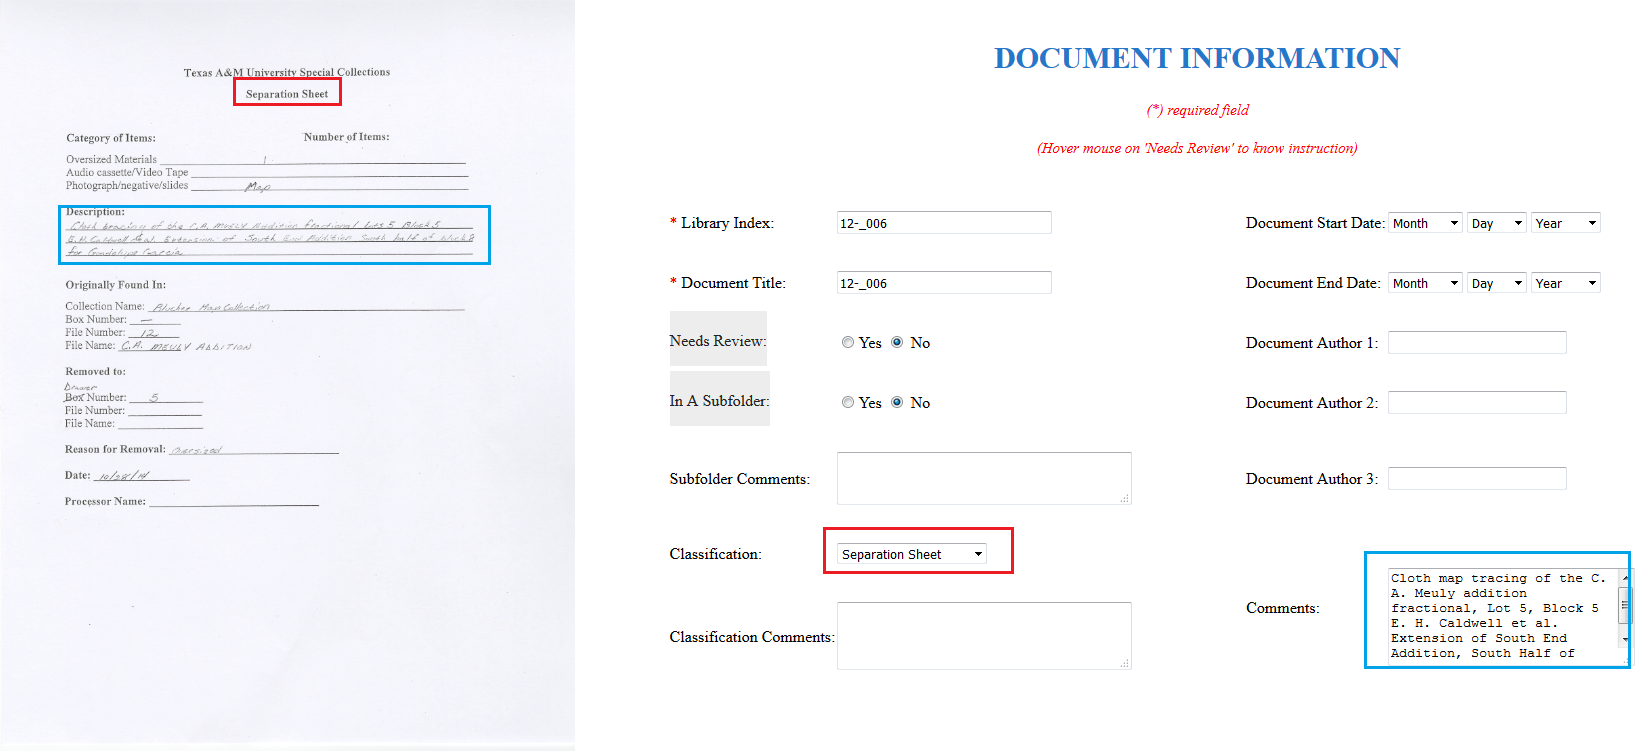 Texas A&M University Special Collections
Separation Sheet
Category of Items: Number of Items:
Oversized Materials 1
Audio cassette/Video Tape
Photograph/negative/slides Map
Description:
Cloth tracing of the C.A. Meuly Addition fractional Lots 5 Block 5
E.H. Caldwell et al Extension of South End Addition South half of block 8
for Guadalupe Garcia
Originally Found In:
Collection Name: Blucher Map Collection
Box Number: —
File Number: 12
File Name: C.A. MEULY ADDITION
Removed to:
Drawer
Box Number: 5
File Number:
File Name:
Reason for Removal: Oversized
Date: 10/28/14
Processor Name:
DOCUMENT INFORMATION
(*) required field
(Hover mouse on 'Needs Review' to know instruction)
* Library Index: 12-_006
* Document Title: 12-_006
Needs Review: Yes No
In A Subfolder: Yes No
Subfolder Comments:
Classification: Separation Sheet
Classification Comments:
Document Start Date: Month Day Year
Document End Date: Month Day Year
Document Author 1:
Document Author 2:
Document Author 3:
Comments:
Cloth map tracing of the C.
A. Meuly addition
fractional, Lot 5, Block 5
E. H. Caldwell et al.
Extension of South End
Addition, South Half of